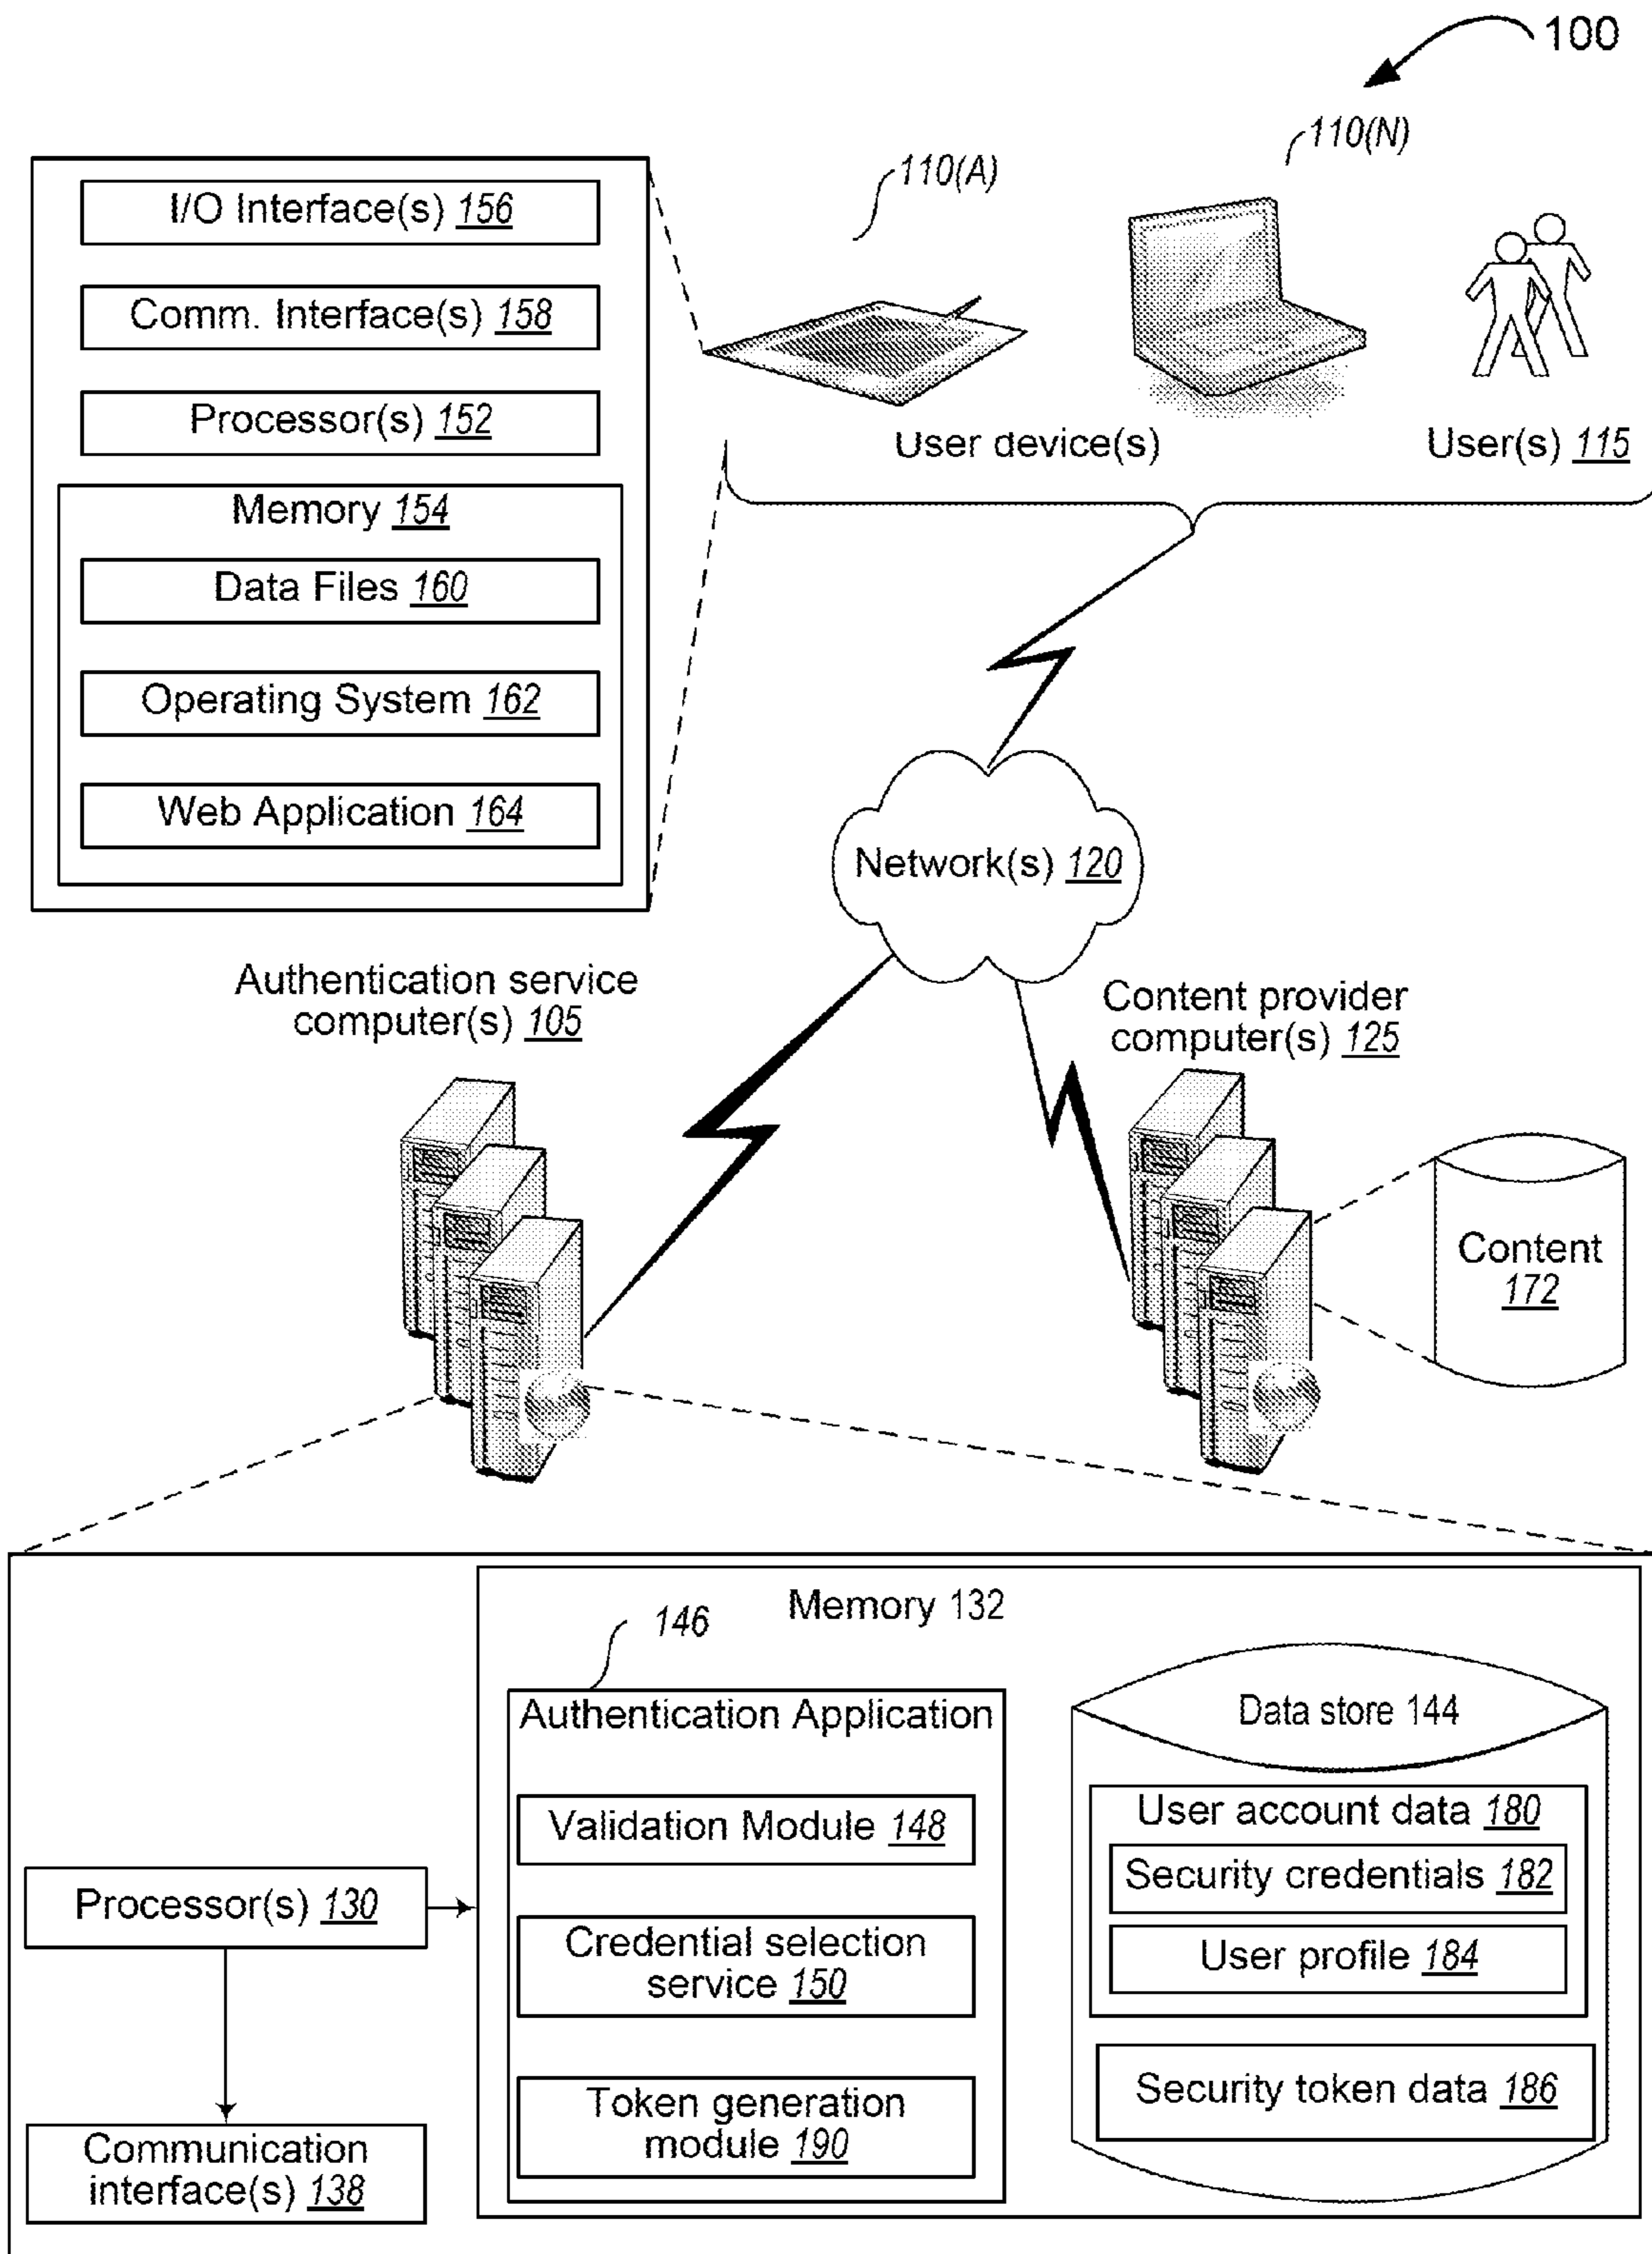 100
110(N)
110(A)
I/O Interface(s) 156
Comm. Interface(s) 158
Processor(s) 152
User device(s)
User(s) 115
Memory 154
Data Files 160
Operating System 162
Web Application 164
Network(s) 120
Authentication service
computer(s) 105
Content provider
computer(s) 125
Content
172
Memory 132
146
Authentication Application
Data store 144
Validation Module 148
User account data 180
Security credentials 182
Processor(s) 130
Credential selection
service 150
User profile 184
Security token data 186
Token generation
module 190
Communication
interface(s) 138